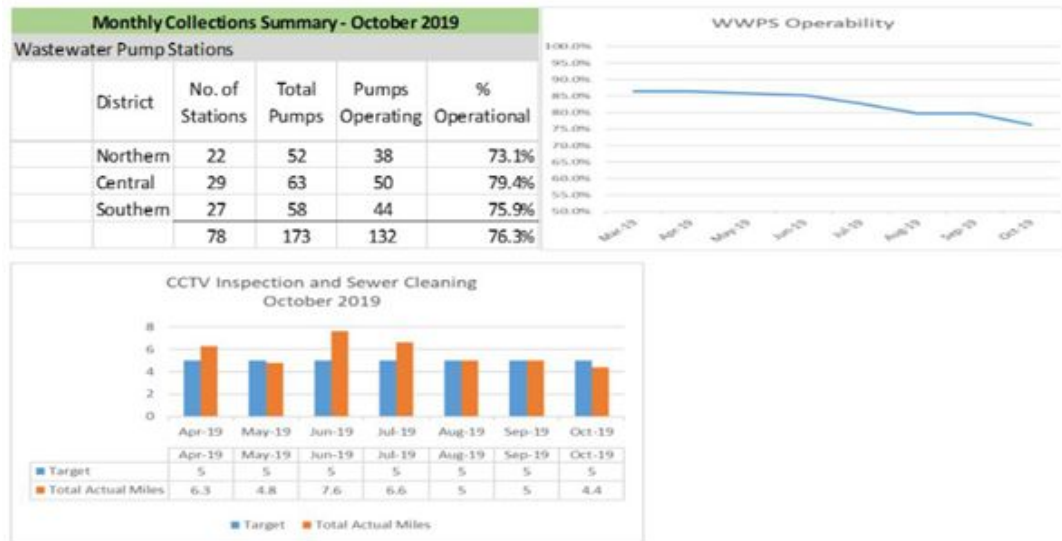 Monthly Collections Summary - October 2019
Wastewater Pump Stations
District No. of Stations Total Pumps Pumps Operating % Operational
Northern 22 52 38 73.1%
Central 29 63 50 79.4%
Southern 27 58 44 75.9%
78 173 132 76.3%
WWPS Operability
100.0%
95.0%
90.0%
85.0%
80.0%
75.0%
70.0%
65.0%
60.0%
55.0%
50.0%
Mar-19 Apr-19 May-19 Jun-19 Jul-19 Aug-19 Sep-19 Oct-19
CCTV Inspection and Sewer Cleaning
October 2019
8
6
4
2
0
Apr-19 May-19 Jun-19 Jul-19 Aug-19 Sep-19 Oct-19
Apr-19 May-19 Jun-19 Jul-19 Aug-19 Sep-19 Oct-19
Target 5 5 5 5 5 5 5
Total Actual Miles 6.3 4.8 7.6 6.6 5 5 4.4
Target Total Actual Miles